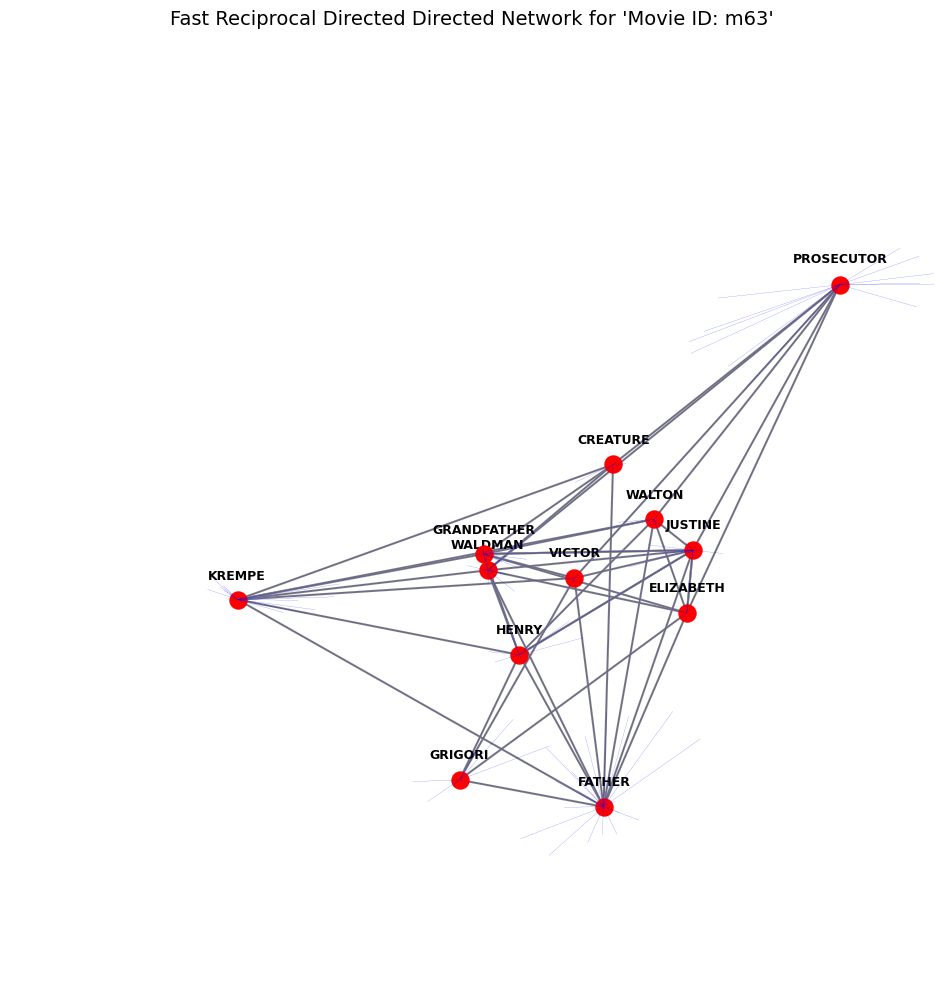 Fast Reciprocal Directed Directed Network for 'Movie ID: m63'
PROSECUTOR
CREATURE
WALTON
JUSTINE
GRANDFATHER
WALDMAN
VICTOR
KREMPE
ELIZABETH
HENRY
GRIGORI
FATHER